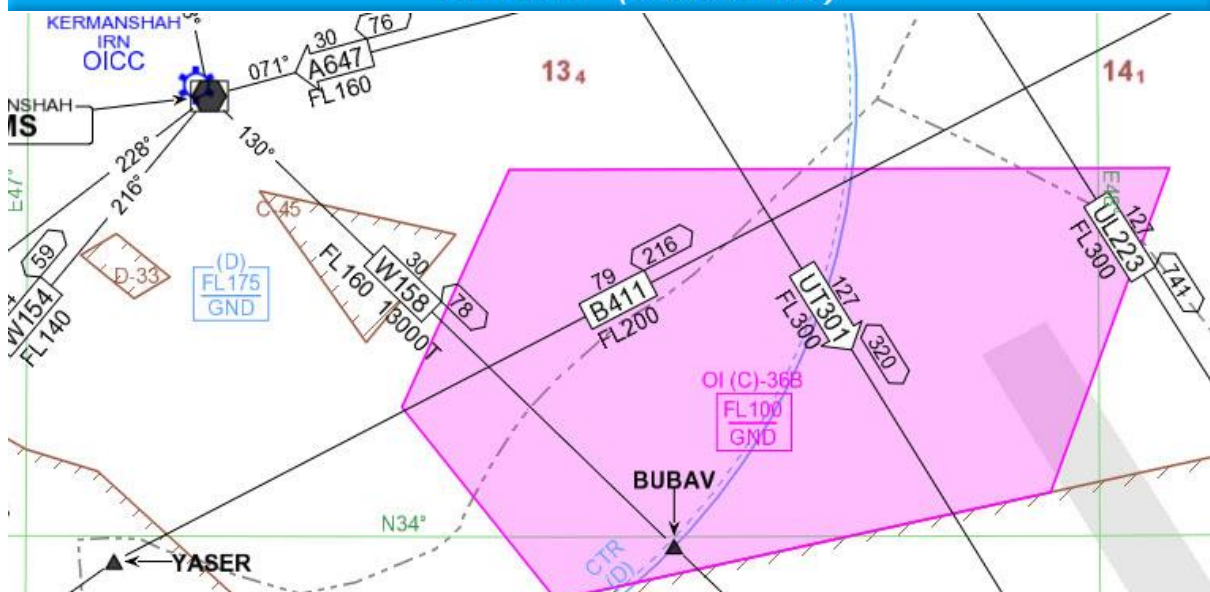 KERMANSHAH
IRN
OICC
071°
30
A647
FL160
76
13₄
14₁
NSHAH
MS
130°
228°
216°
E47°
59
W154
FL140
D-33
(D)
FL175
GND
C-45
FL160
W158
30
13000T
78
79
B411
FL200
216
UT301
127
FL300
320
UL223
127
FL300
741
OI (C)-36B
FL100
GND
BUBAV
N34°
CTR
(D)
YASER